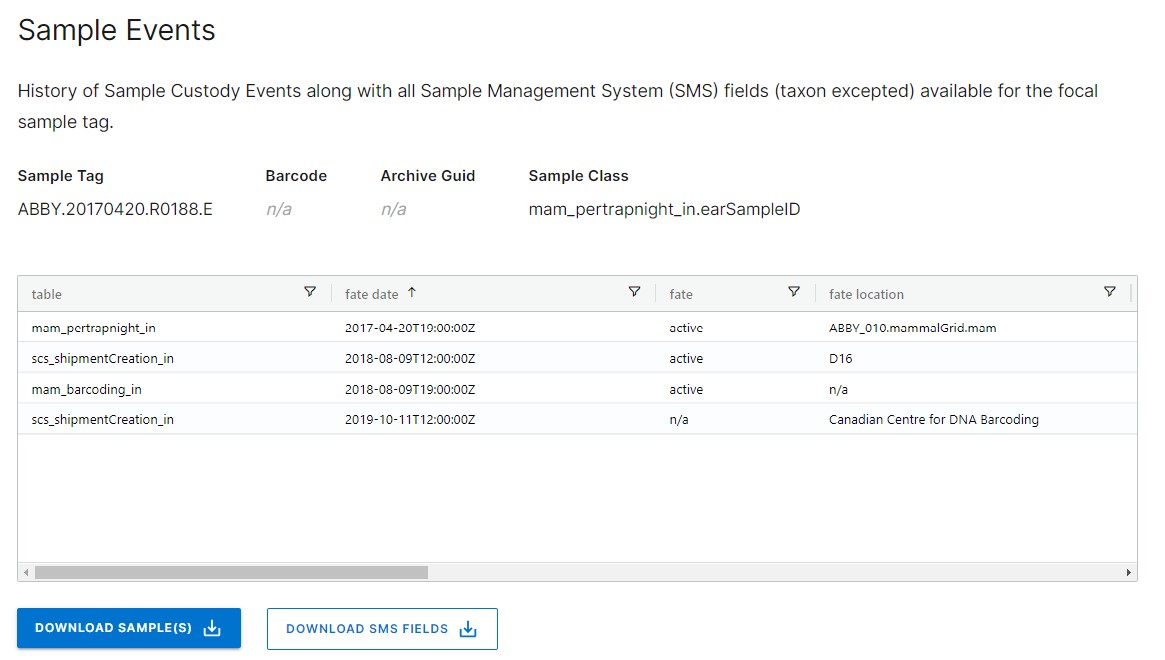 Sample Events
History of Sample Custody Events along with all Sample Management System (SMS) fields (taxon excepted) available for the focal
sample tag.
Sample Tag Barcode Archive Guid Sample Class
ABBY.20170420.R0188.E n/a n/a mam_pertrapnight_in.earSampleID
table fate date fate fate location
mam_pertrapnight_in 2017-04-20T19:00:00Z active ABBY_010.mammalGrid.mam
scs_shipmentCreation_in 2018-08-09T12:00:00Z active D16
mam_barcoding_in 2018-08-09T19:00:00Z active n/a
scs_shipmentCreation_in 2019-10-11T12:00:00Z n/a Canadian Centre for DNA Barcoding
DOWNLOAD SAMPLE(S) DOWNLOAD SMS FIELDS